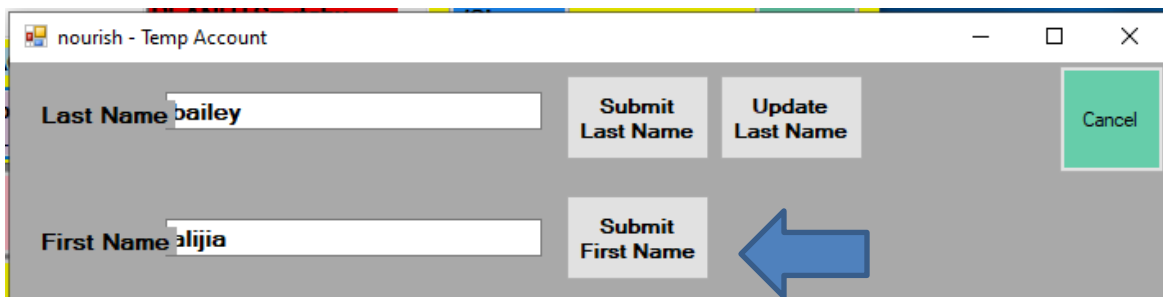 nourish - Temp Account
Last Name bailey
Submit
Last Name
Update
Last Name
Cancel
First Name alijia
Submit
First Name